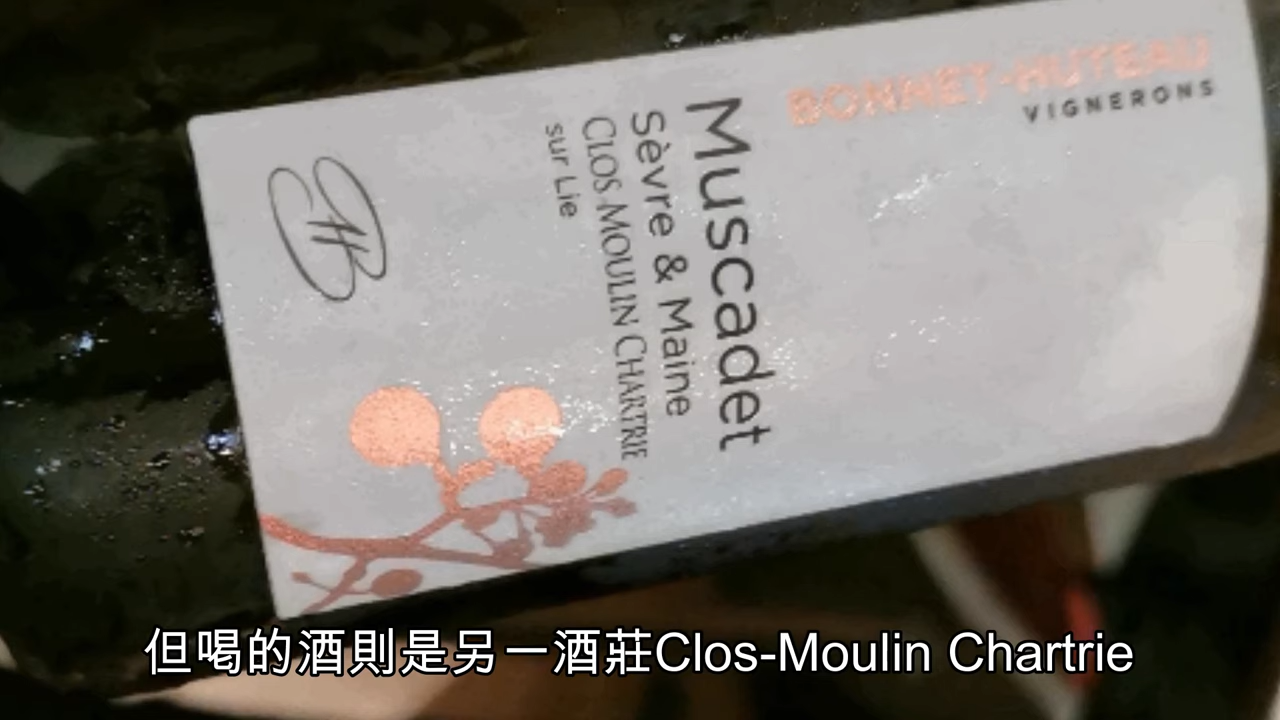 BONNET-HUTEAU
VIGNERONS
Muscadet
Sèvre & Maine
CLOS-MOULIN CHARTRIE
sur Lie
BH
但喝的酒則是另一酒莊Clos-Moulin Chartrie